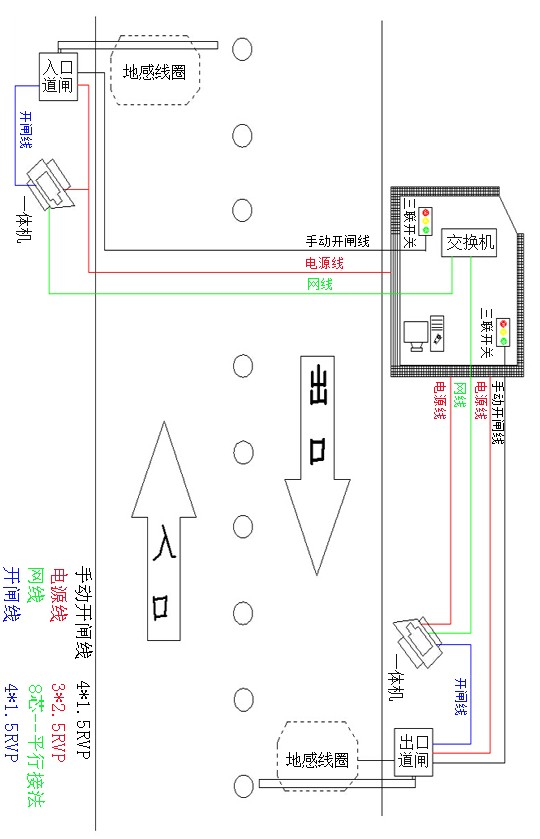 入口
道闸
地感线圈
开闸线
一体机
三联开关
交换机
手动开闸线
电源线
网线
三联开关
电源线
网线
电源线
手动开闸线
出口
入口
一体机
开闸线
出口
道闸
地感线圈
手动开闸线 4*1.5RVP
电源线 3*2.5RVP
网线 8芯--平行接法
开闸线 4*1.5RVP